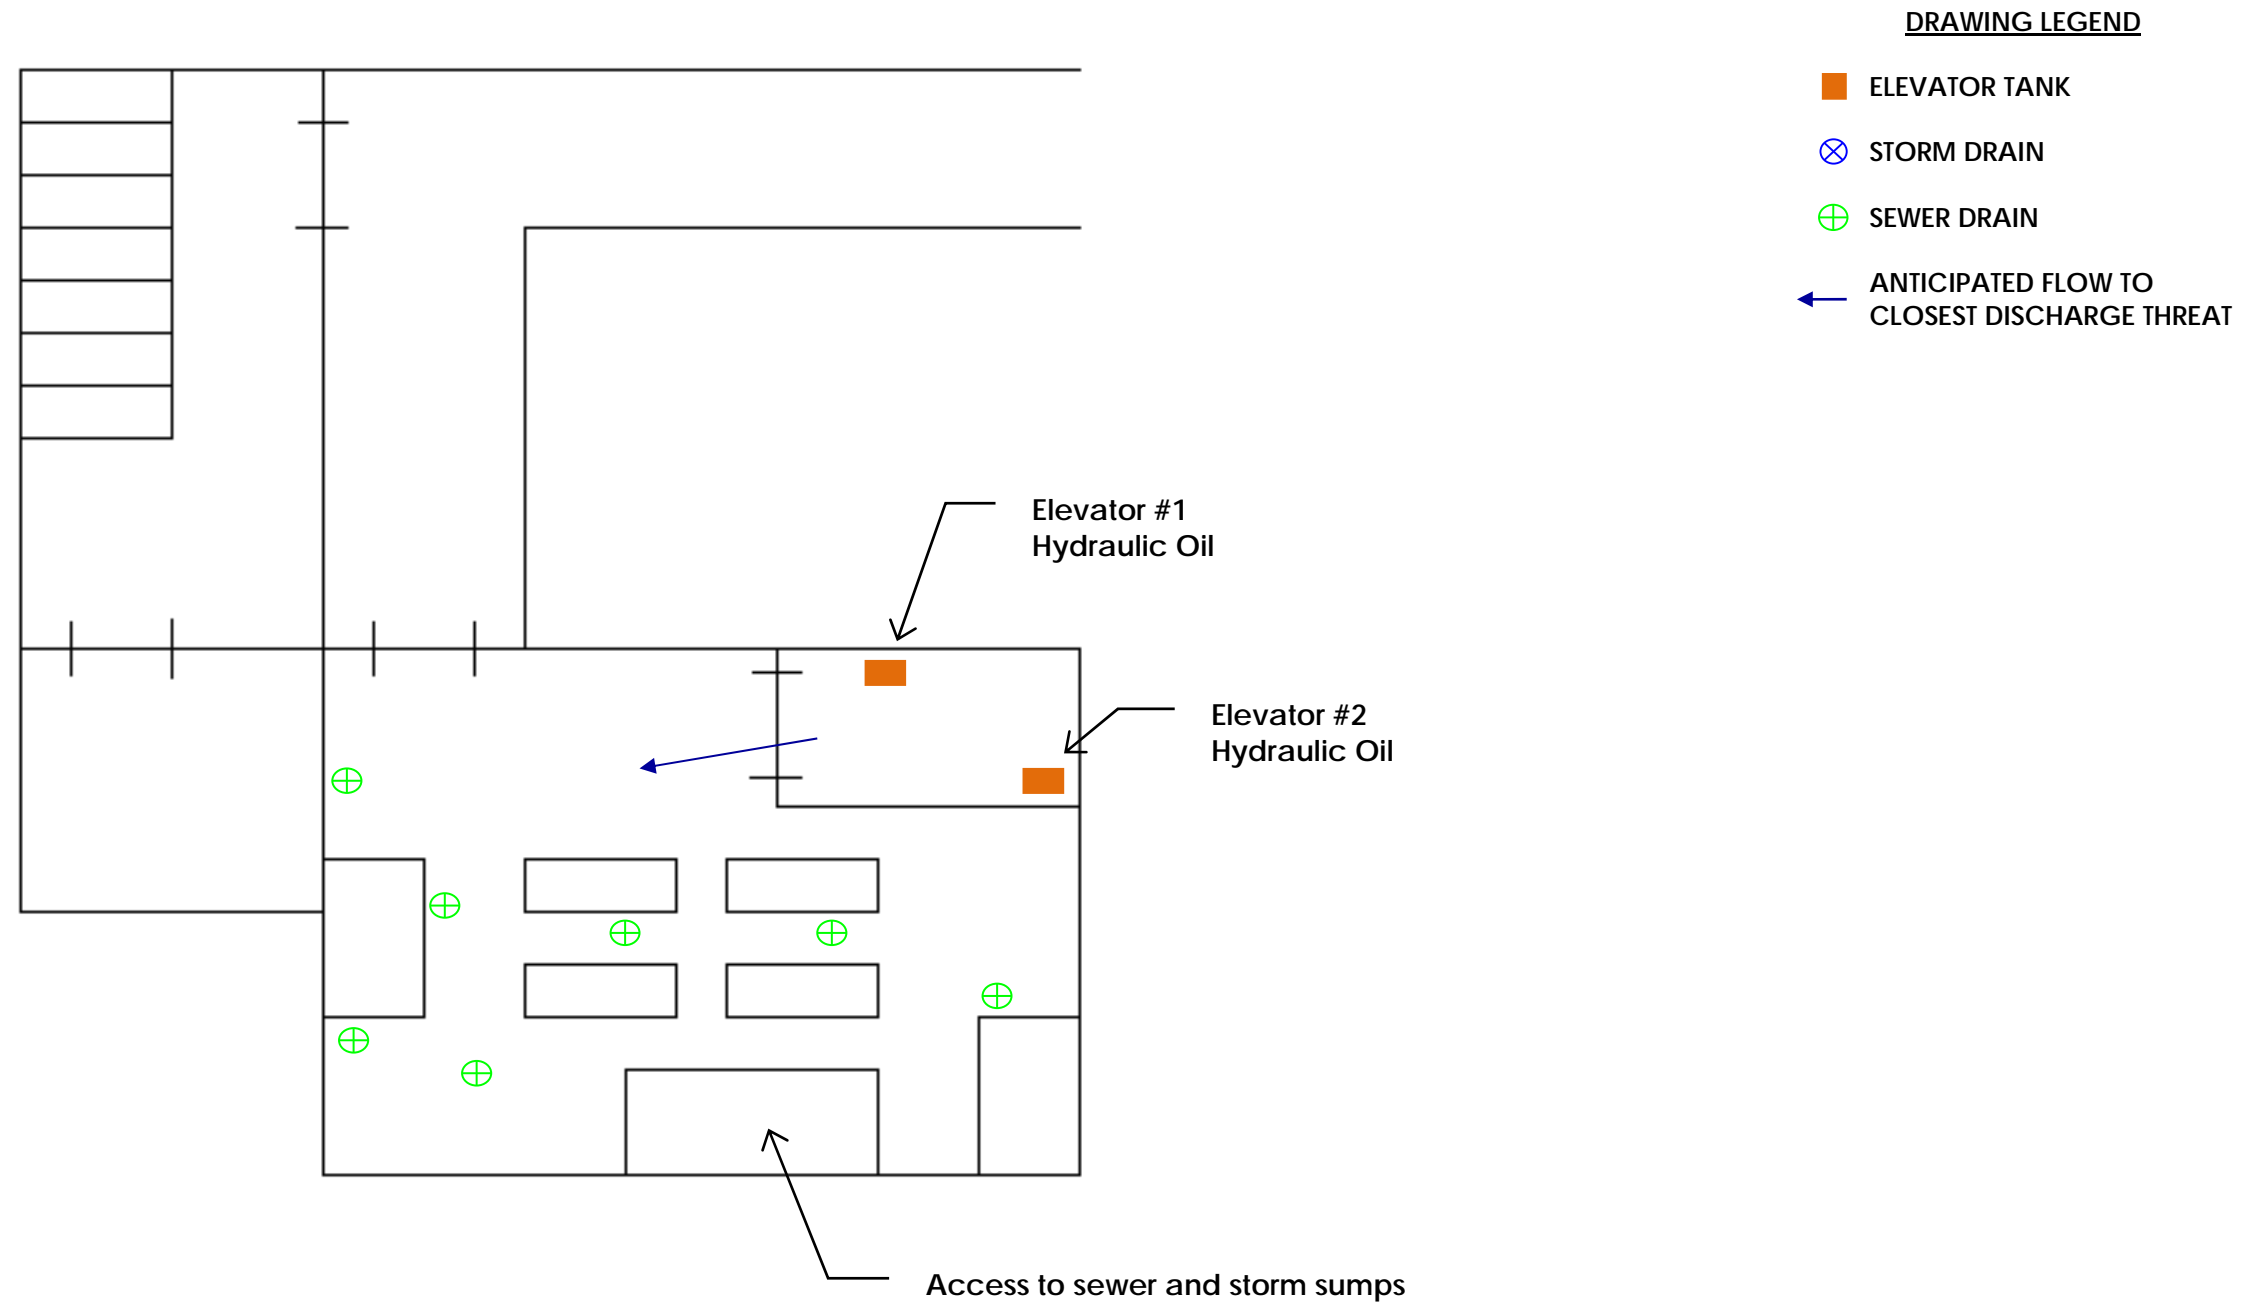 DRAWING LEGEND
ELEVATOR TANK
STORM DRAIN
SEWER DRAIN
ANTICIPATED FLOW TO
CLOSEST DISCHARGE THREAT
Elevator #1
Hydraulic Oil
Elevator #2
Hydraulic Oil
Access to sewer and storm sumps